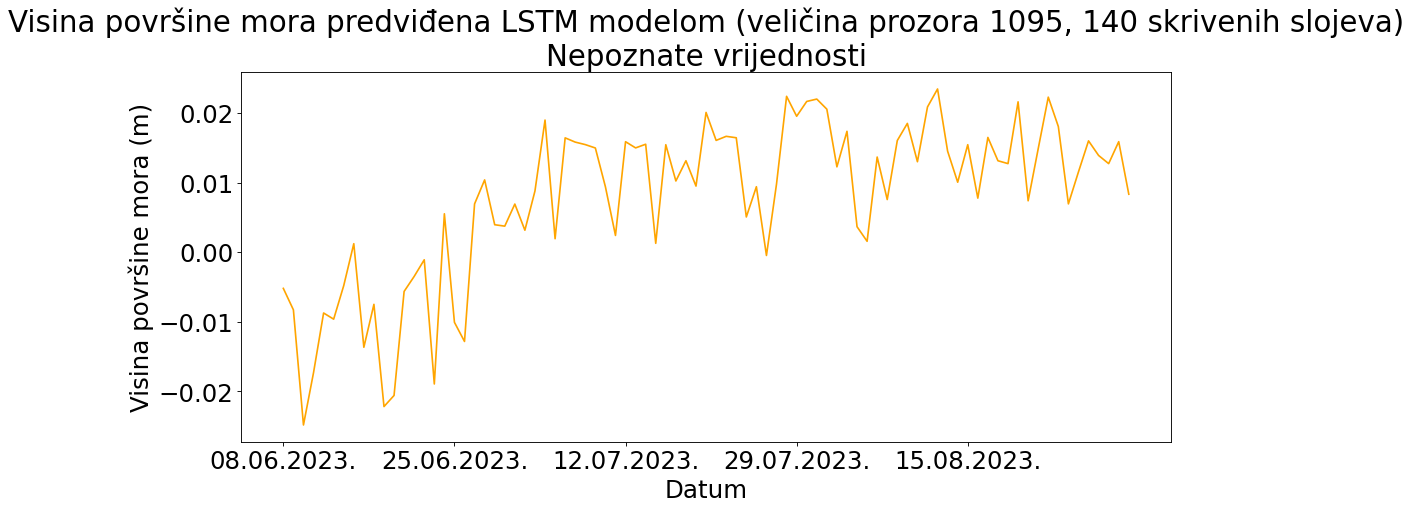 Visina površine mora predviđena LSTM modelom (veličina prozora 1095, 140 skrivenih slojeva)
Nepoznate vrijednosti
Visina površine mora (m)
0.02
0.01
0.00
−0.01
−0.02
08.06.2023. 25.06.2023. 12.07.2023. 29.07.2023. 15.08.2023.
Datum